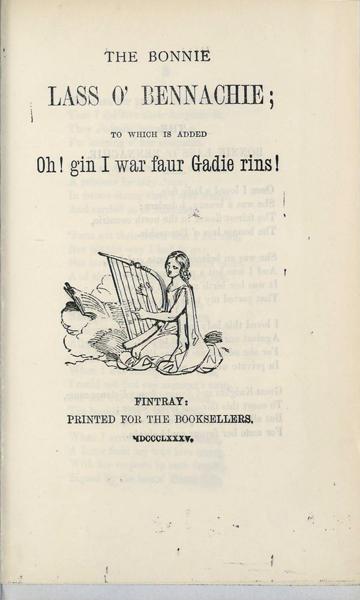 THE BONNIE
LASS O' BENNACHIE;
TO WHICH IS ADDED
Oh! gin I war faur Gadie rins!
FINTRAY:
PRINTED FOR THE BOOKSELLERS.
MDCCCLXXXV.